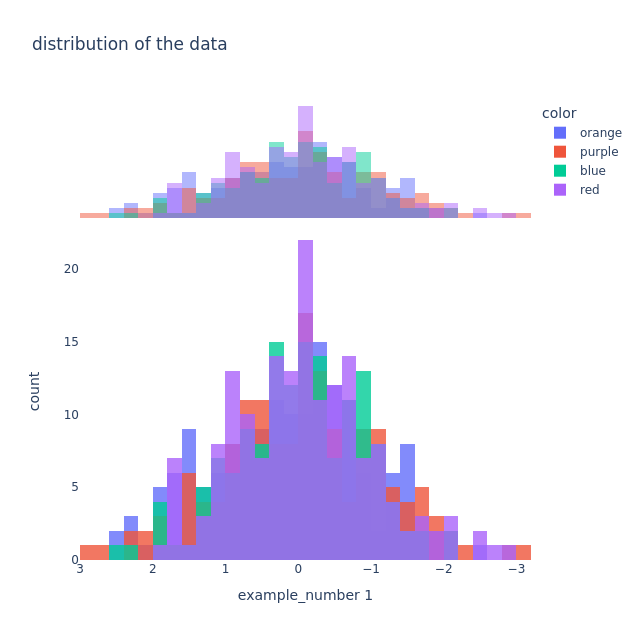 distribution of the data
color
orange
purple
blue
red
20
15
10
5
0
count
3 2 1 0 −1 −2 −3
example_number 1